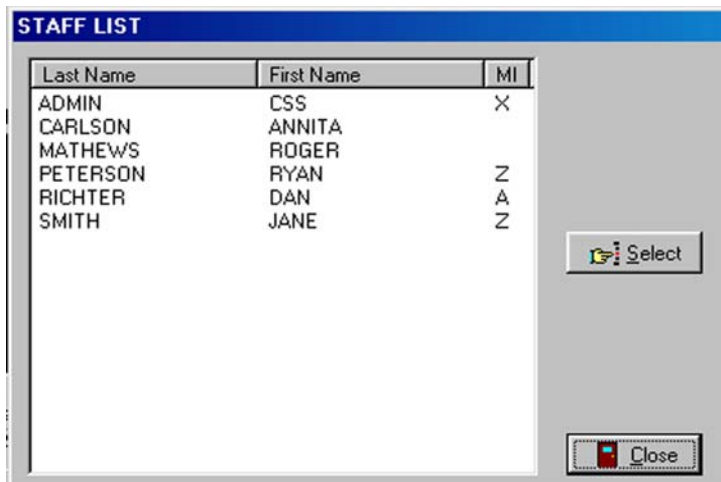 STAFF LIST
Last Name First Name MI
ADMIN CSS X
CARLSON ANNITA
MATHEWS ROGER
PETERSON RYAN Z
RICHTER DAN A
SMITH JANE Z
Select
Close